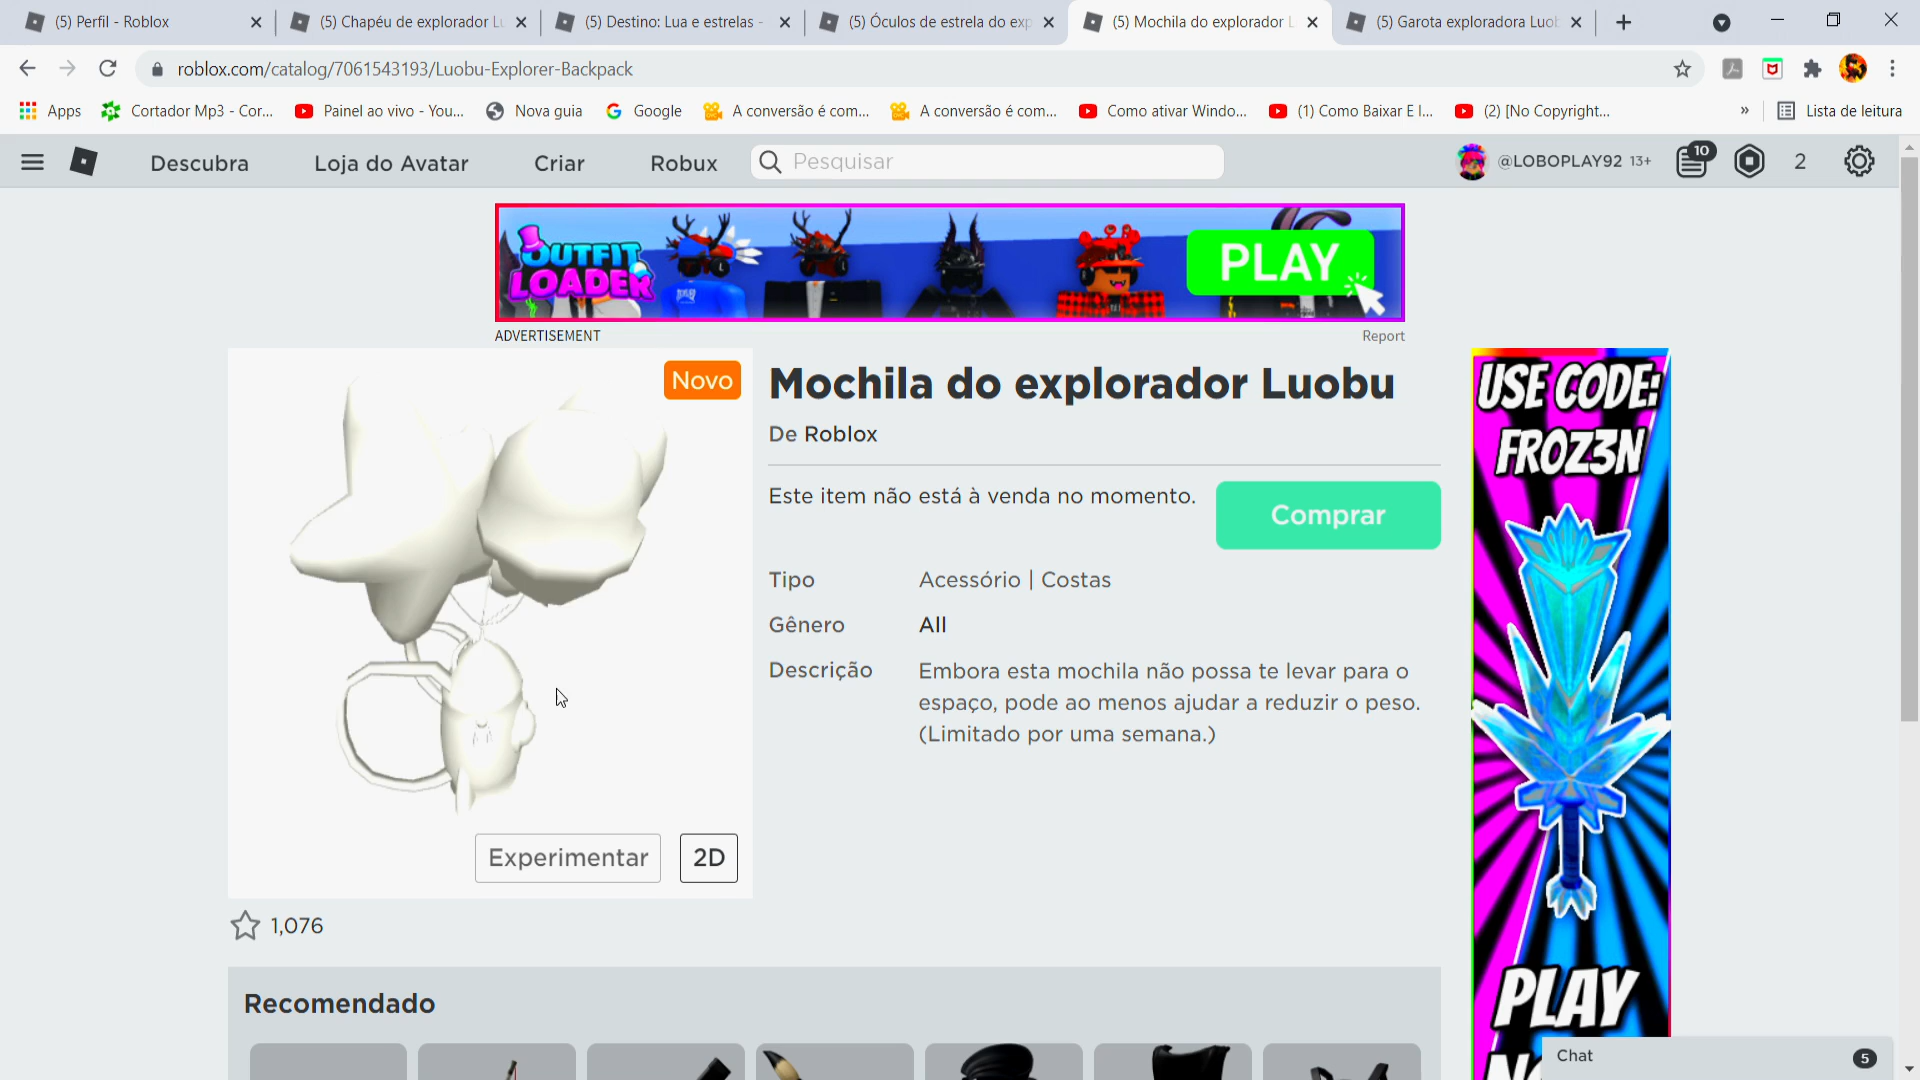 (5) Perfil - Roblox
(5) Chapéu de explorador Lu
(5) Destino: Lua e estrelas -
(5) Óculos de estrela do exp
(5) Mochila do explorador L
(5) Garota exploradora Luob
roblox.com/catalog/7061543193/Luobu-Explorer-Backpack
Apps
Cortador Mp3 - Cor...
Painel ao vivo - You...
Nova guia
Google
A conversão é com...
A conversão é com...
Como ativar Windo...
(1) Como Baixar E I...
(2) [No Copyright...
»
Lista de leitura
Descubra
Loja do Avatar
Criar
Robux
Pesquisar
@LOBOPLAY92 13+
10
2
OUTFIT
LOADER
PLAY
ADVERTISEMENT
Report
Novo
Mochila do explorador Luobu
De Roblox
Este item não está à venda no momento.
Comprar
Tipo
Acessório | Costas
Gênero
All
Descrição
Embora esta mochila não possa te levar para o
espaço, pode ao menos ajudar a reduzir o peso.
(Limitado por uma semana.)
Experimentar
2D
1,076
Recomendado
USE CODE:
FROZ3N
PLAY
Chat
5